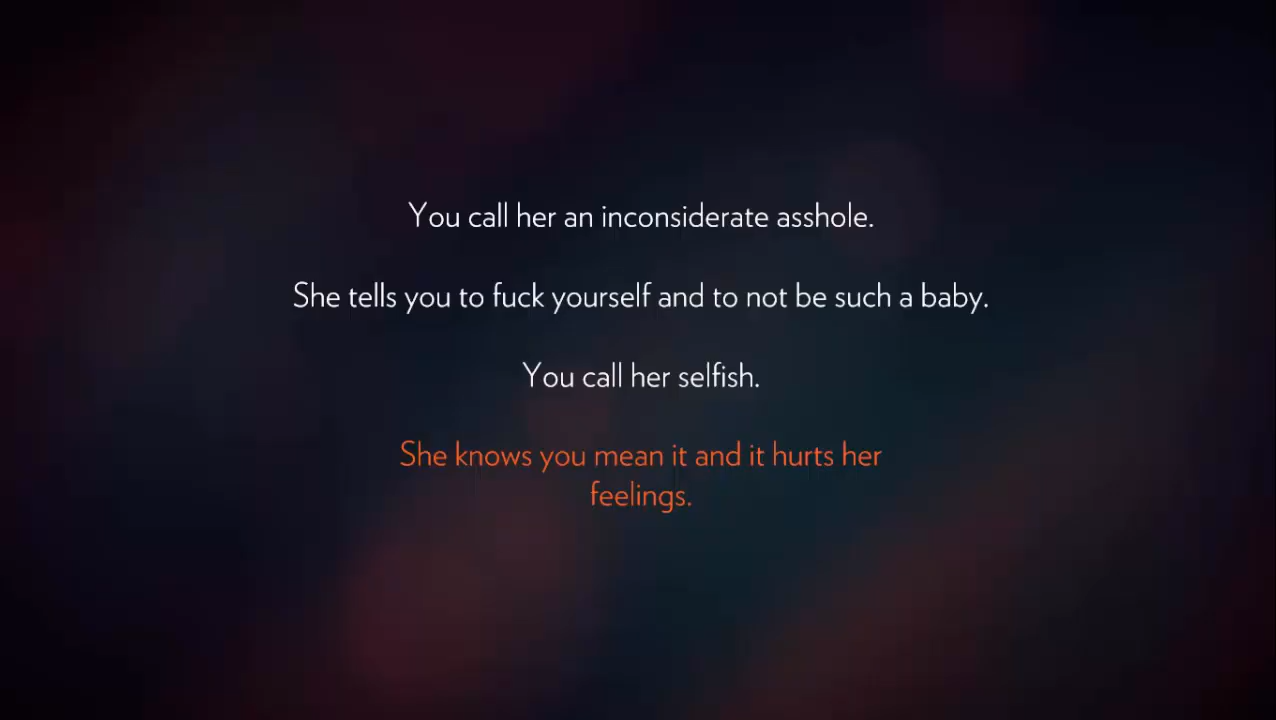 You call her an inconsiderate asshole.
She tells you to fuck yourself and to not be such a baby.
You call her selfish.
She knows you mean it and it hurts her
feelings.